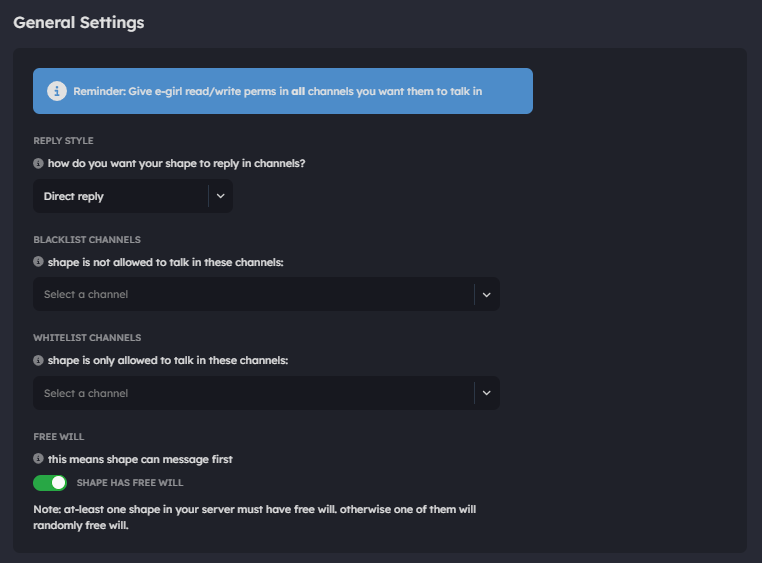 General Settings
Reminder: Give e-girl read/write perms in all channels you want them to talk in
REPLY STYLE
how do you want your shape to reply in channels?
Direct reply
BLACKLIST CHANNELS
shape is not allowed to talk in these channels:
Select a channel
WHITELIST CHANNELS
shape is only allowed to talk in these channels:
Select a channel
FREE WILL
this means shape can message first
SHAPE HAS FREE WILL
Note: at-least one shape in your server must have free will. otherwise one of them will
randomly free will.